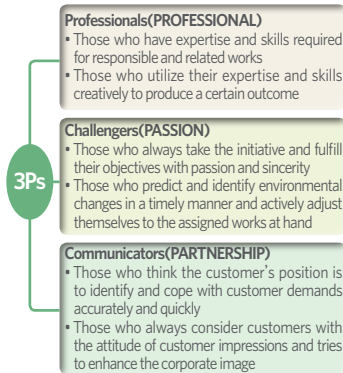 Professionals(PROFESSIONAL)
• Those who have expertise and skills required
for responsible and related works
• Those who utilize their expertise and skills
creatively to produce a certain outcome
3Ps
Challengers(PASSION)
• Those who always take the initiative and fulfill
their objectives with passion and sincerity
• Those who predict and identify environmental
changes in a timely manner and actively adjust
themselves to the assigned works at hand
Communicators(PARTNERSHIP)
• Those who think the customer's position is
to identify and cope with customer demands
accurately and quickly
• Those who always consider customers with
the attitude of customer impressions and tries
to enhance the corporate image